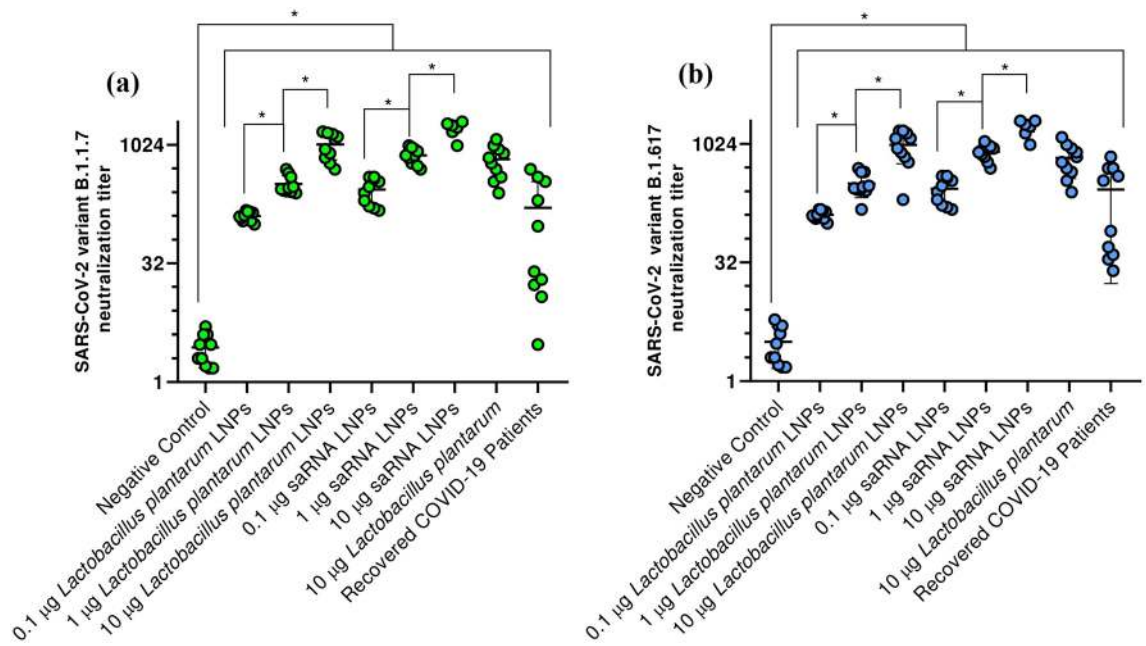 (a)
*
*
*
*
*
SARS-CoV-2 variant B.1.1.7
neutralization titer
1024
32
1
Negative Control
0.1 µg Lactobacillus plantarum LNPs
1 µg Lactobacillus plantarum LNPs
10 µg Lactobacillus plantarum LNPs
0.1 µg saRNA LNPs
1 µg saRNA LNPs
10 µg saRNA LNPs
10 µg Lactobacillus plantarum
Recovered COVID-19 Patients
(b)
*
*
*
*
*
SARS-CoV-2 variant B.1.617
neutralization titer
1024
32
1
Negative Control
0.1 µg Lactobacillus plantarum LNPs
1 µg Lactobacillus plantarum LNPs
10 µg Lactobacillus plantarum LNPs
0.1 µg saRNA LNPs
1 µg saRNA LNPs
10 µg saRNA LNPs
10 µg Lactobacillus plantarum
Recovered COVID-19 Patients